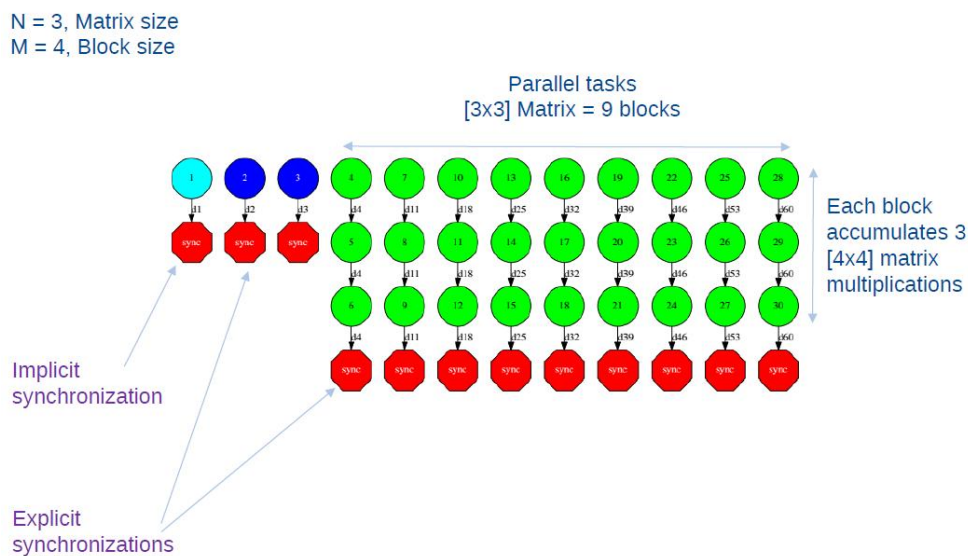 N = 3, Matrix size
M = 4, Block size
Parallel tasks
[3x3] Matrix = 9 blocks
1 2 3 4 7 10 13 16 19 22 25 28
d1 d2 d3 d4 d11 d18 d25 d32 d39 d46 d53 d60
sync sync sync 5 8 11 14 17 20 23 26 29
d4 d11 d18 d25 d32 d39 d46 d53 d60
6 9 12 15 18 21 24 27 30
d4 d11 d18 d25 d32 d39 d46 d53 d60
sync sync sync sync sync sync sync sync sync
Each block
accumulates 3
[4x4] matrix
multiplications
Implicit
synchronization
Explicit
synchronizations